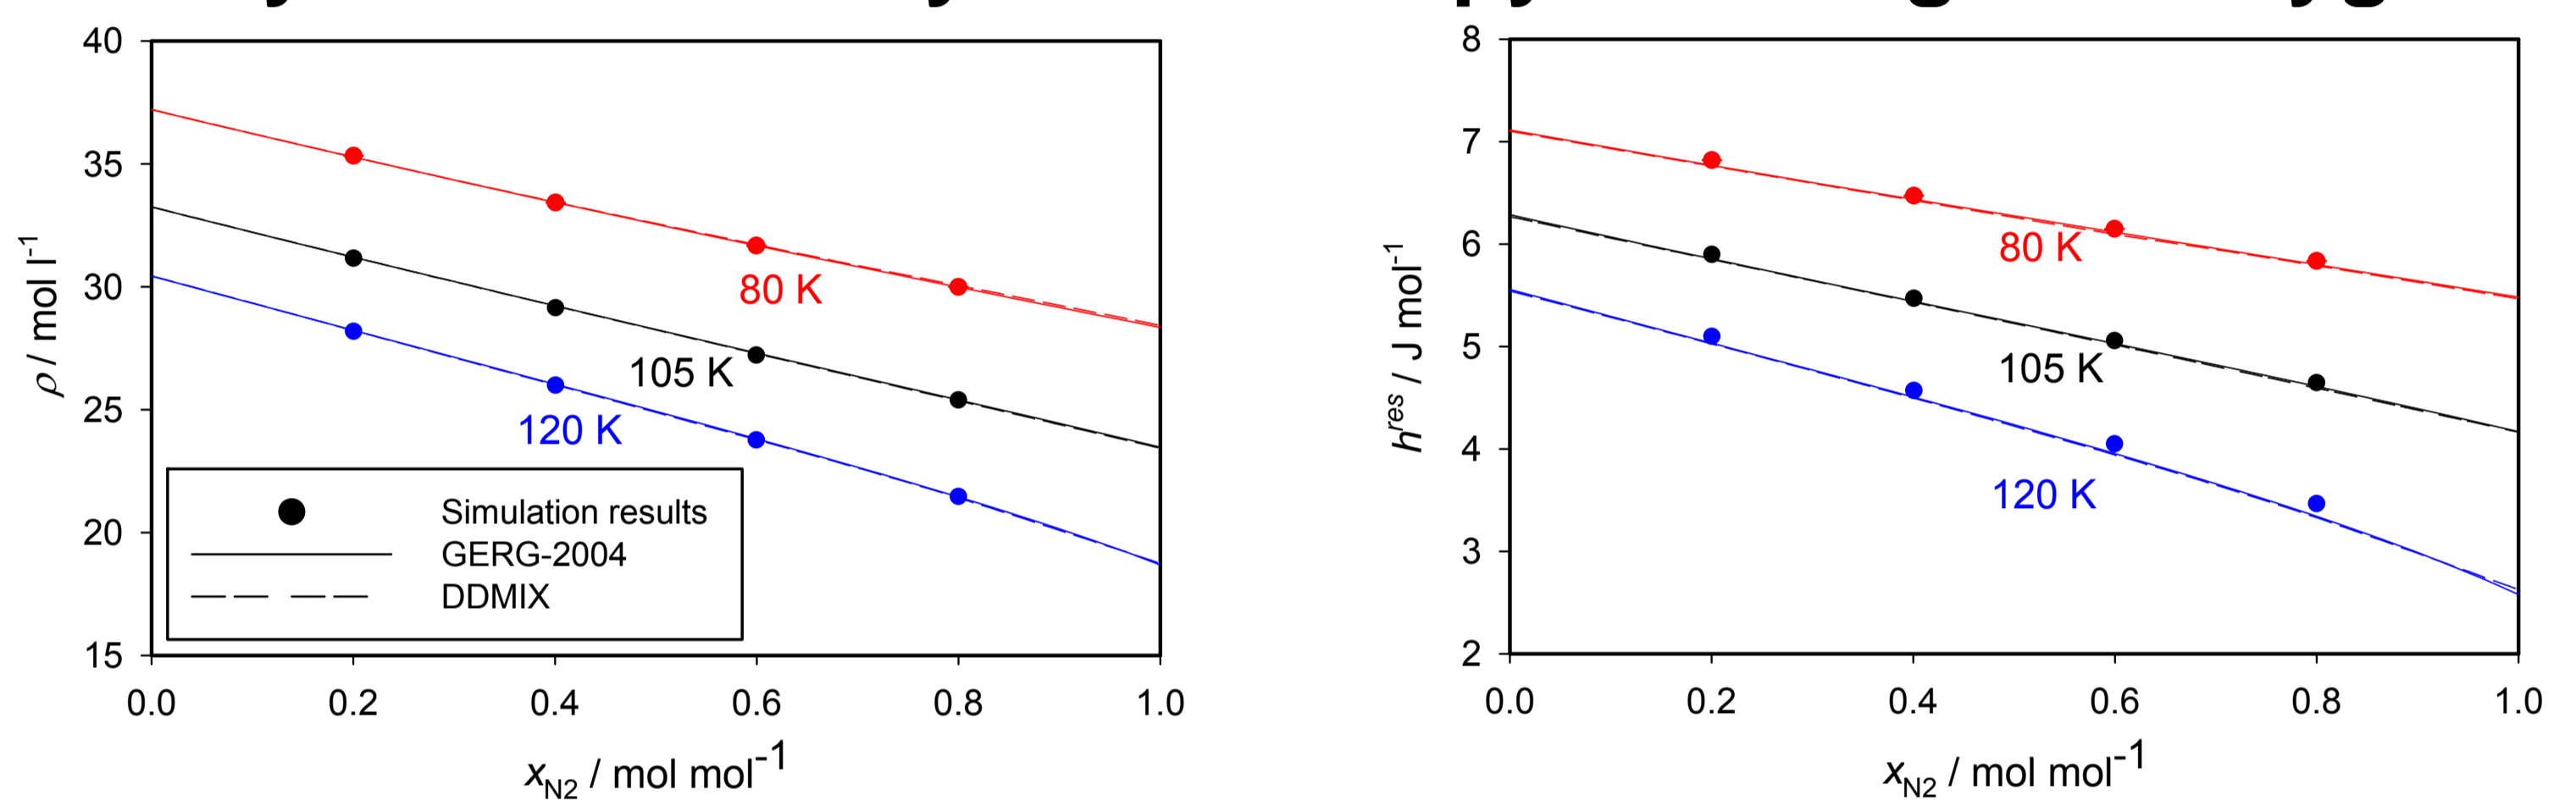 40
35
30
25
20
15
ρ / mol l-1
80 K
105 K
120 K
Simulation results
GERG-2004
DDMIX
0.0 0.2 0.4 0.6 0.8 1.0
xN2 / mol mol-1
8
7
6
5
4
3
2
hres / J mol-1
80 K
105 K
120 K
0.0 0.2 0.4 0.6 0.8 1.0
xN2 / mol mol-1